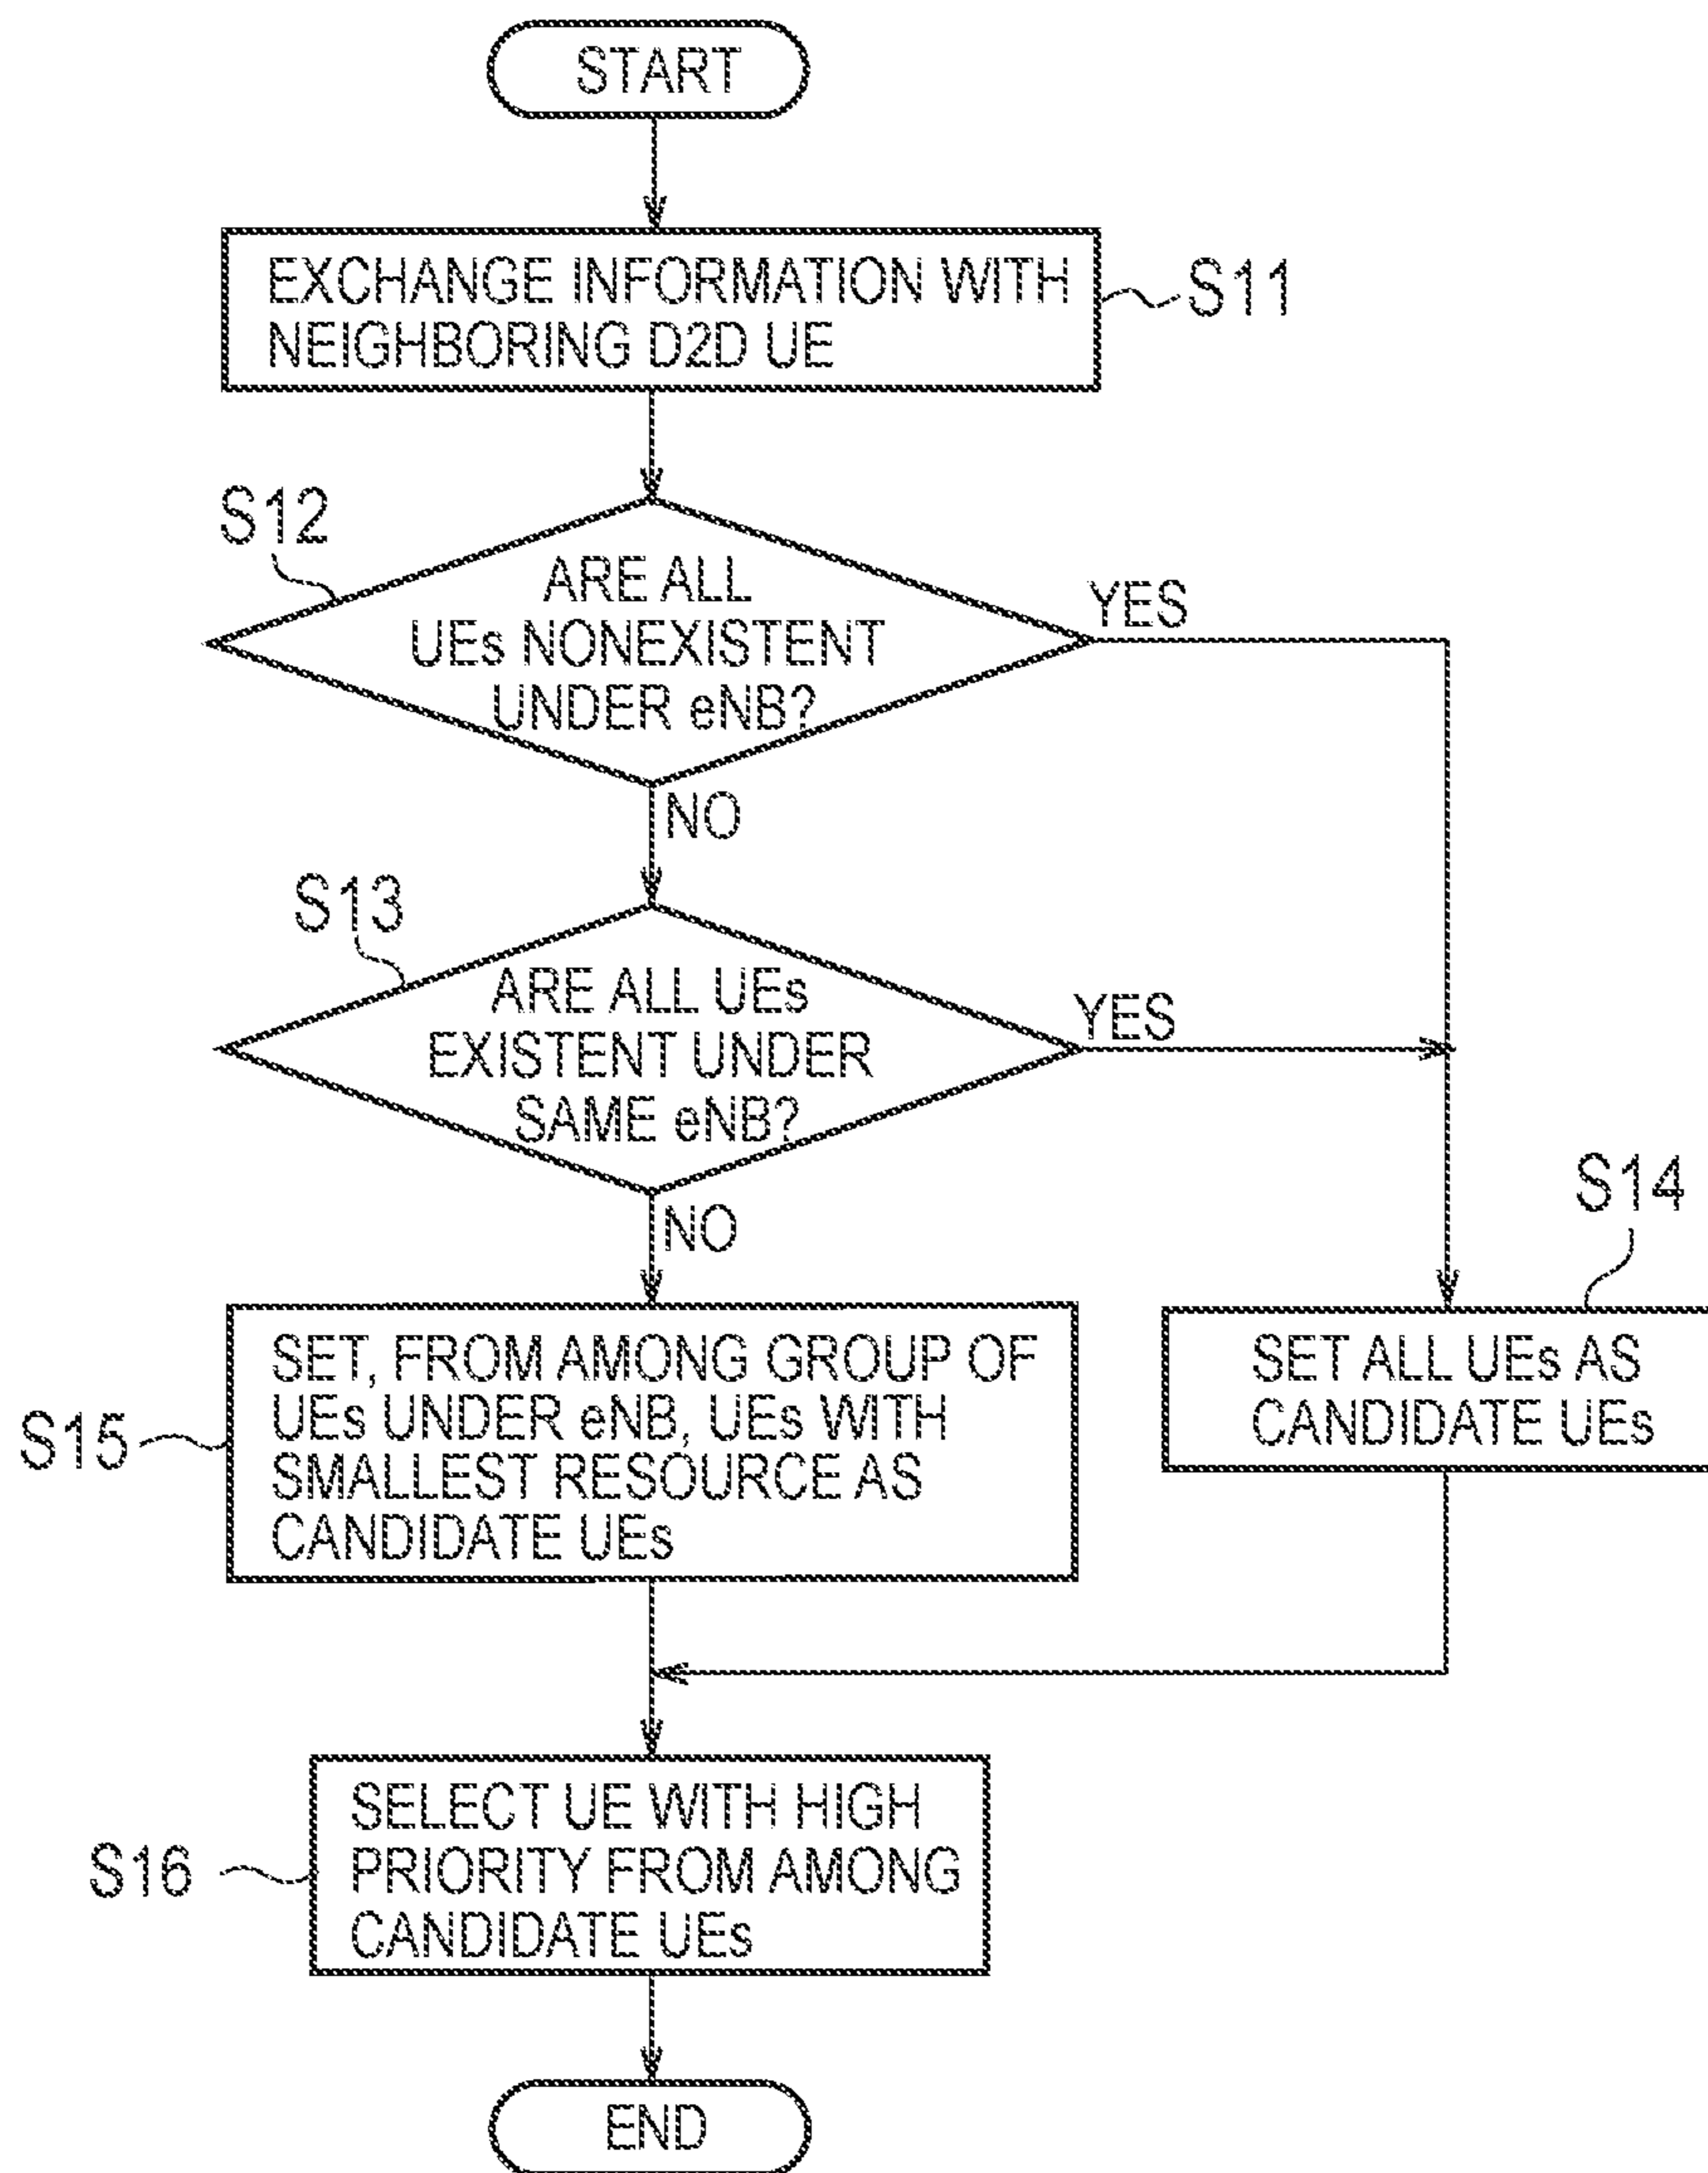 START
EXCHANGE INFORMATION WITH
NEIGHBORING D2D UE
S11
S12
ARE ALL
UEs NONEXISTENT
UNDER eNB?
YES
NO
S13
ARE ALL UEs
EXISTENT UNDER
SAME eNB?
YES
NO
S14
SET ALL UEs AS
CANDIDATE UEs
S15
SET, FROM AMONG GROUP OF
UEs UNDER eNB, UEs WITH
SMALLEST RESOURCE AS
CANDIDATE UEs
S16
SELECT UE WITH HIGH
PRIORITY FROM AMONG
CANDIDATE UEs
END